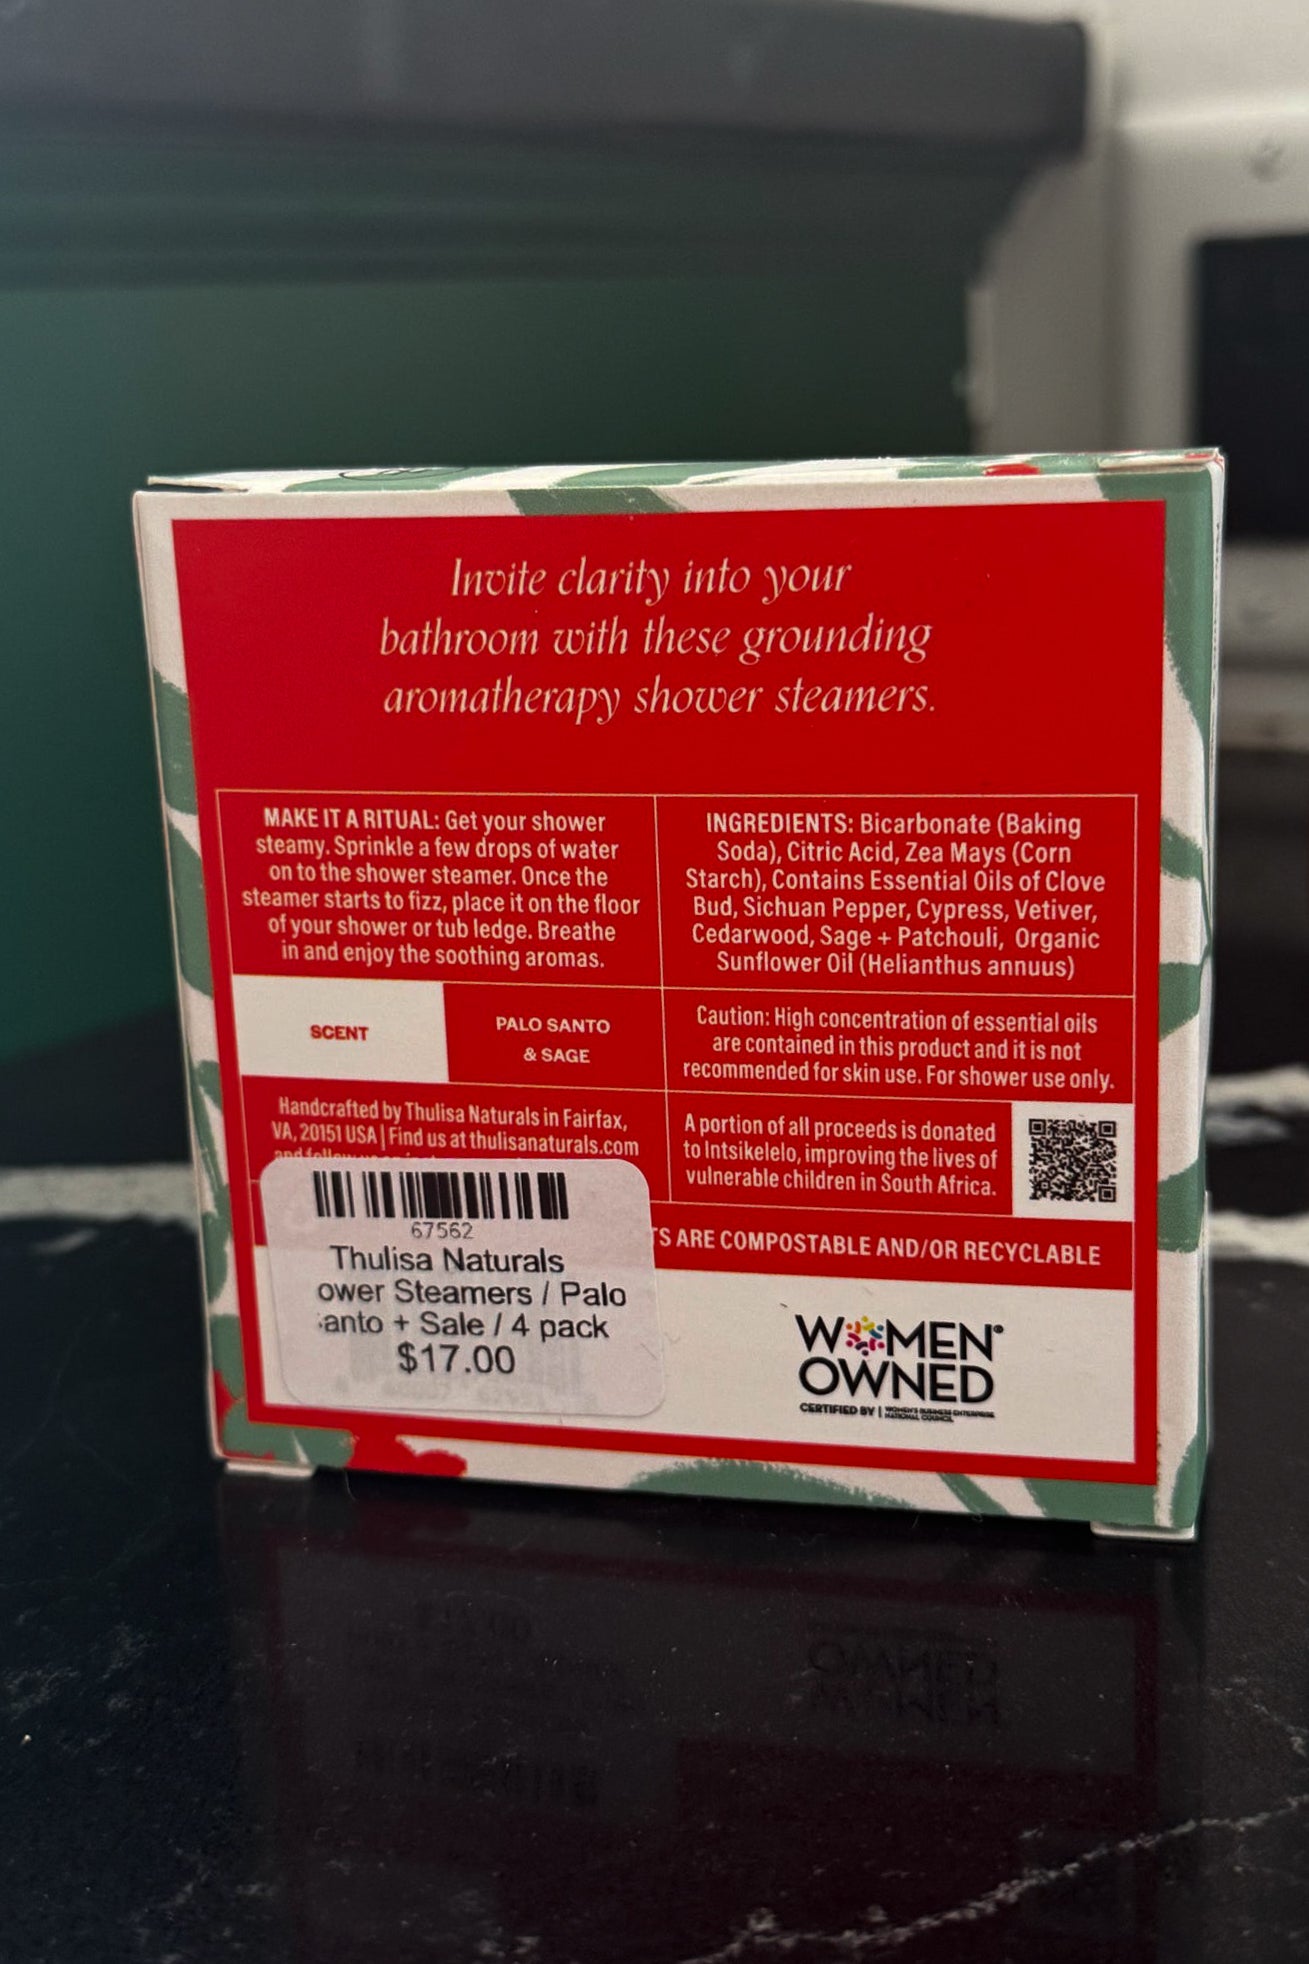 Invite clarity into your
bathroom with these grounding
aromatherapy shower steamers.
MAKE IT A RITUAL: Get your shower
steamy. Sprinkle a few drops of water
on to the shower steamer. Once the
steamer starts to fizz, place it on the floor
of your shower or tub ledge. Breathe
in and enjoy the soothing aromas.
INGREDIENTS: Bicarbonate (Baking
Soda), Citric Acid, Zea Mays (Corn
Starch), Contains Essential Oils of Clove
Bud, Sichuan Pepper, Cypress, Vetiver,
Cedarwood, Sage + Patchouli, Organic
Sunflower Oil (Helianthus annuus)
SCENT
PALO SANTO
& SAGE
Caution: High concentration of essential oils
are contained in this product and it is not
recommended for skin use. For shower use only.
Handcrafted by Thulisa Naturals in Fairfax,
VA, 20151 USA | Find us at thulisanaturals.com
A portion of all proceeds is donated
to Intsikelelo, improving the lives of
vulnerable children in South Africa.
ARE COMPOSTABLE AND/OR RECYCLABLE
67562
Thulisa Naturals
ower Steamers / Palo
anto + Sale / 4 pack
$17.00
WOMEN
OWNED
CERTIFIED BY | WOMEN'S BUSINESS ENTERPRISE
NATIONAL COUNCIL